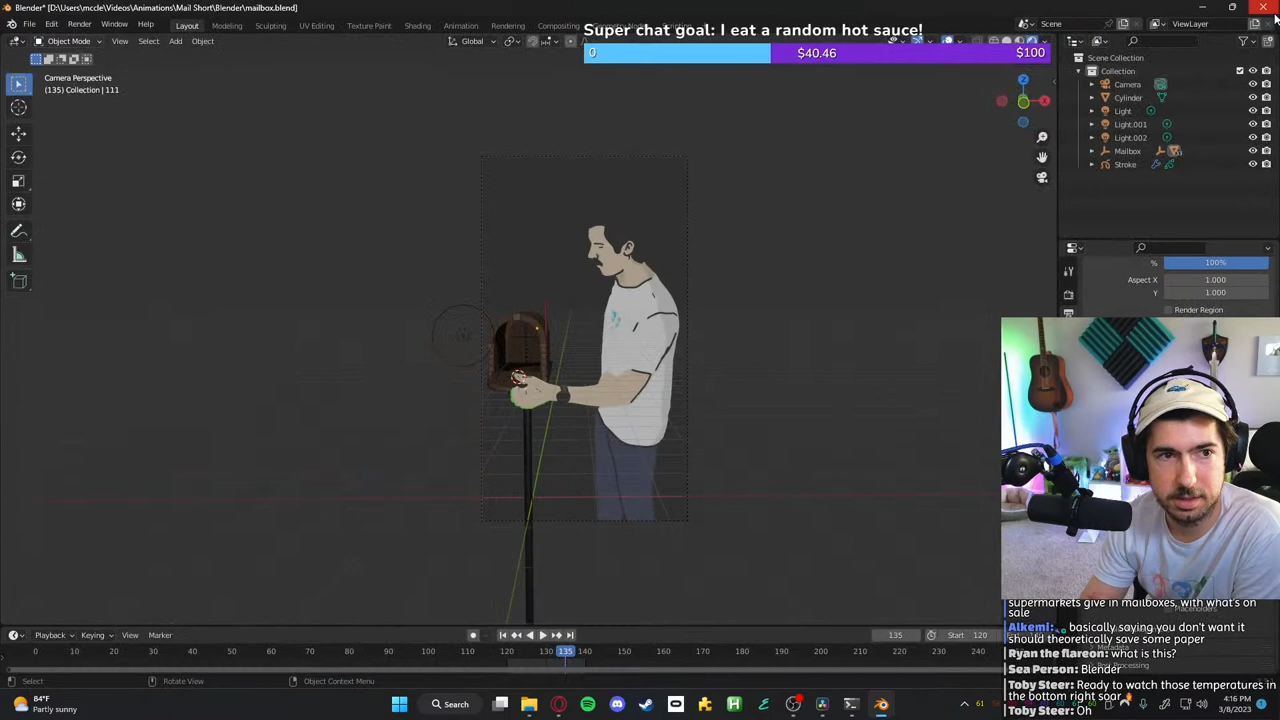 Blender* [D:\Users\mccle\Videos\Animations\Mail Short\Blender\mailbox.blend]
File Edit Render Window Help Layout Modeling Sculpting UV Editing Texture Paint Shading Animation Rendering Compositing Scene ViewLayer
Super chat goal: I eat a random hot sauce!
0 $40.46 $100
Object Mode View Select Add Object Global
Camera Perspective
(135) Collection | 111
Scene Collection
Collection
Camera
Cylinder
Light
Light.001
Light.002
Mailbox
Stroke
% 100%
Aspect X 1.000
Y 1.000
Render Region
Placeholders
supermarkets give in mailboxes, with what's on
sale
Alkemi: basically saying you don't want it
should theoretically save some paper
Metadata
Ryan the flareon: what is this?
Post Processing
Sea Person: Blender
Toby Steer: Ready to watch those temperatures in
the bottom right soar
Toby Steer: Oh
Playback Keying View Marker 135 Start 120
0 10 20 30 40 50 60 70 80 90 100 110 120 130 135 140 150 160 170 180 190 200 210 220 230 240
Select Rotate View Object Context Menu
84°F
Partly sunny
Search
61
4:16 PM
3/8/2023